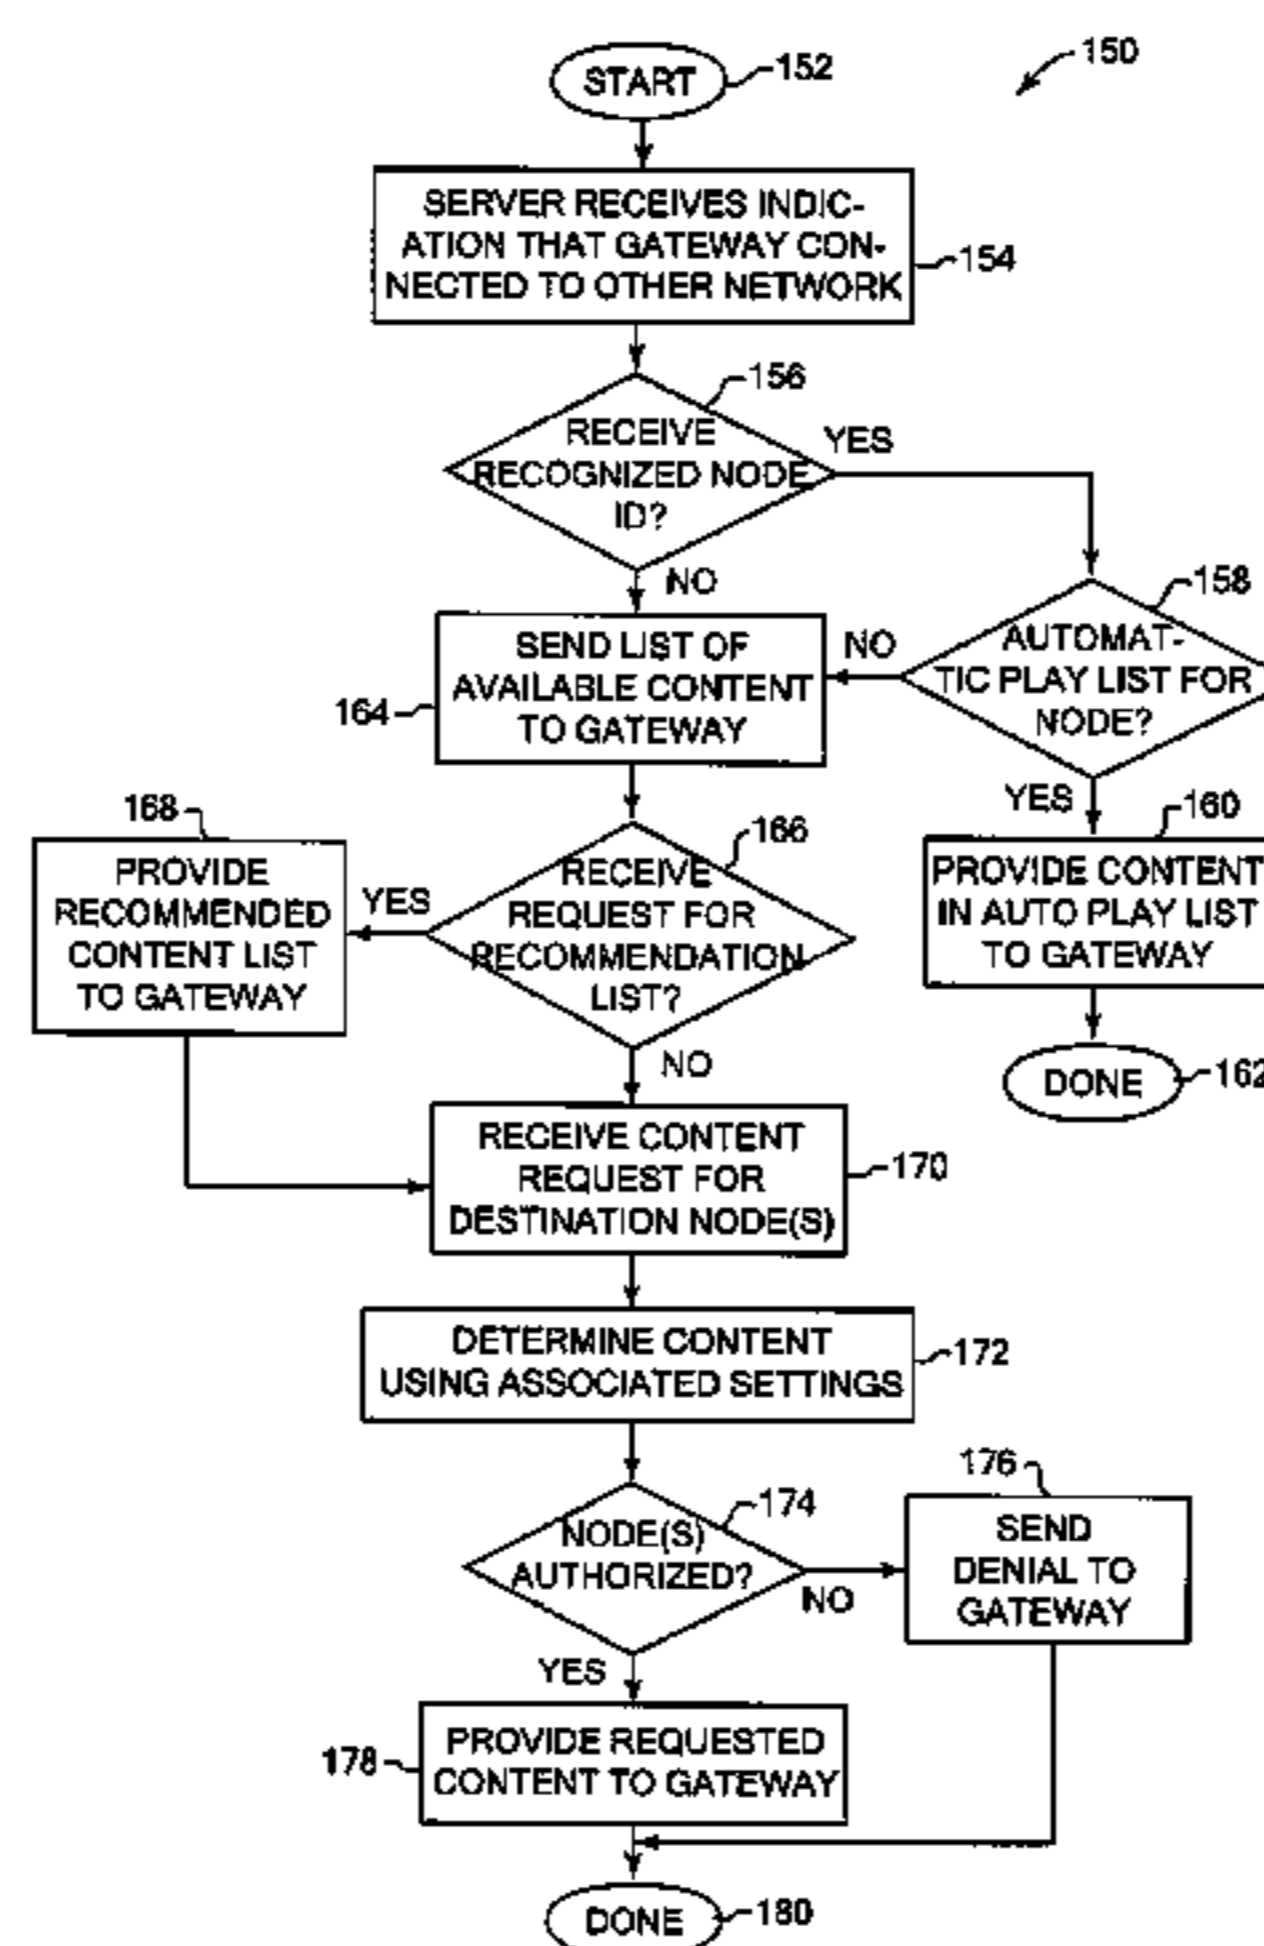 150
START
152
SERVER RECEIVES INDIC-
ATION THAT GATEWAY CON-
NECTED TO OTHER NETWORK
154
156
RECEIVE
RECOGNIZED NODE
ID?
YES
NO
158
AUTOMAT-
TIC PLAY LIST FOR
NODE?
NO
YES
SEND LIST OF
AVAILABLE CONTENT
TO GATEWAY
164
160
PROVIDE CONTENT
IN AUTO PLAY LIST
TO GATEWAY
DONE
162
166
RECEIVE
REQUEST FOR
RECOMMENDATION
LIST?
YES
NO
168
PROVIDE
RECOMMENDED
CONTENT LIST
TO GATEWAY
RECEIVE CONTENT
REQUEST FOR
DESTINATION NODE(S)
170
DETERMINE CONTENT
USING ASSOCIATED SETTINGS
172
174
NODE(S)
AUTHORIZED?
NO
YES
176
SEND
DENIAL TO
GATEWAY
PROVIDE REQUESTED
CONTENT TO GATEWAY
178
DONE
180